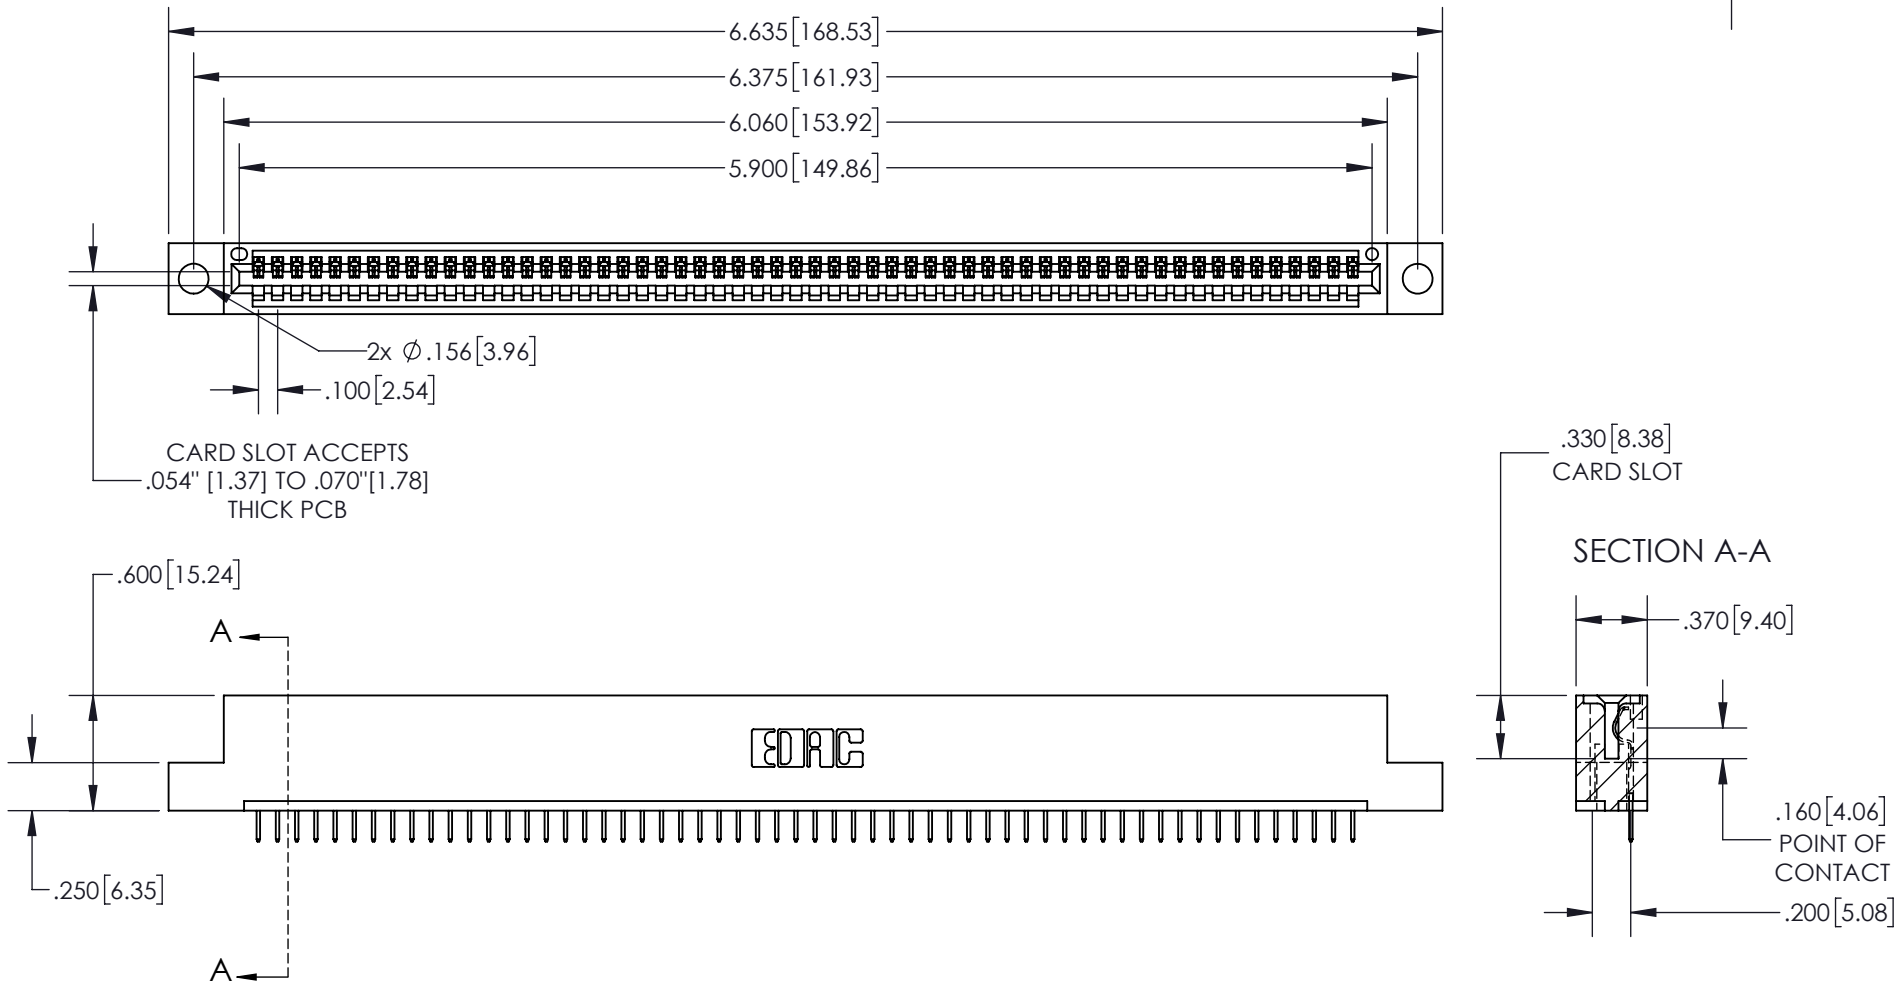 6.635[168.53]
6.375[161.93]
6.060[153.92]
5.900[149.86]
2x Ø.156[3.96]
.100[2.54]
CARD SLOT ACCEPTS
.054" [1.37] TO .070"[1.78]
THICK PCB
.330[8.38]
CARD SLOT
SECTION A-A
.600[15.24]
.370[9.40]
A
EDAC
.160[4.06]
POINT OF
CONTACT
.250[6.35]
.200[5.08]
A